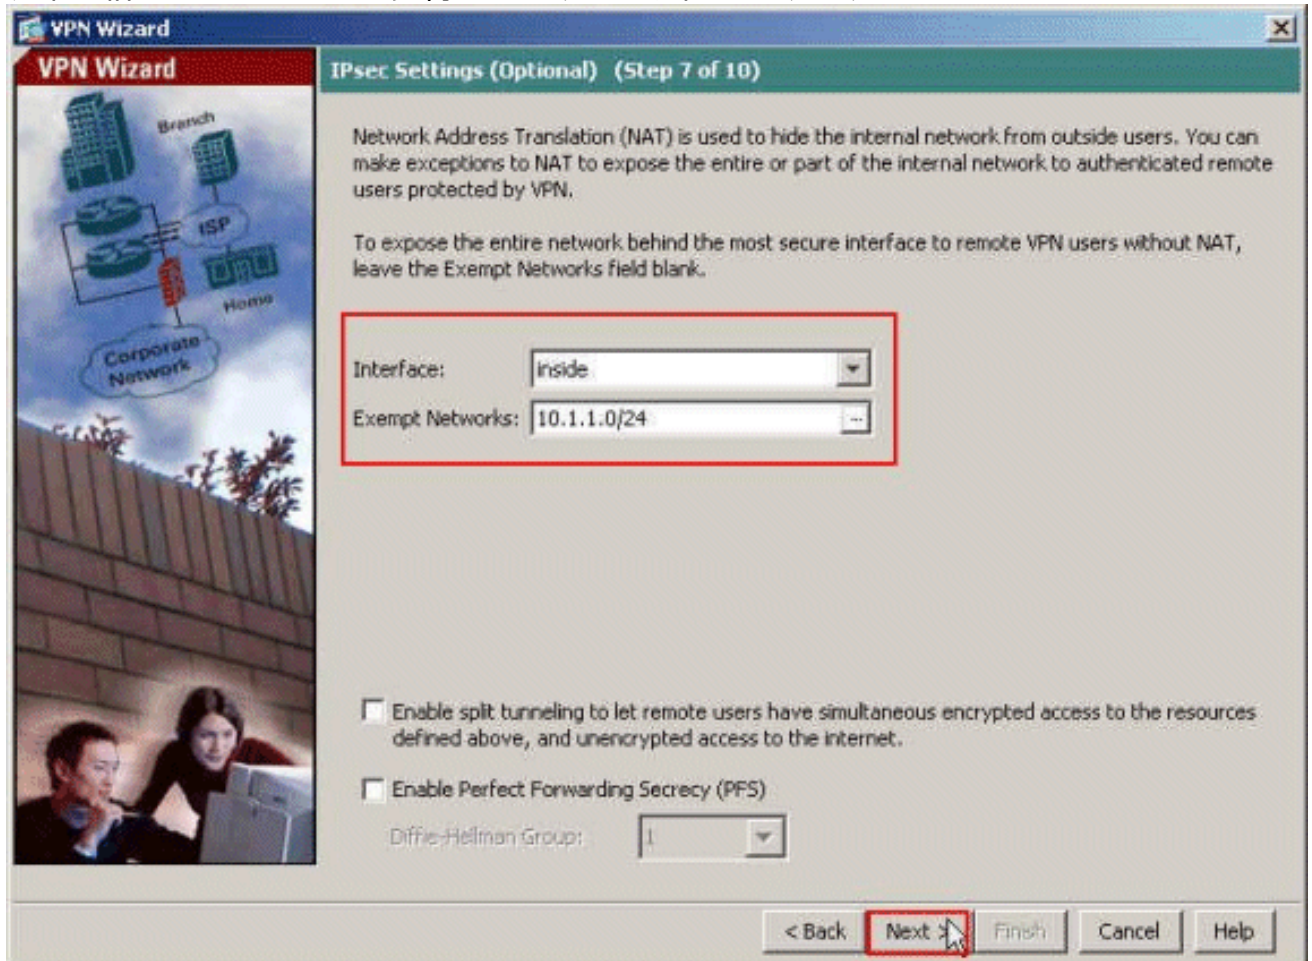 VPN Wizard
VPN Wizard
IPsec Settings (Optional) (Step 7 of 10)
Branch
ISP
Home
Corporate
Network
Network Address Translation (NAT) is used to hide the internal network from outside users. You can
make exceptions to NAT to expose the entire or part of the internal network to authenticated remote
users protected by VPN.
To expose the entire network behind the most secure interface to remote VPN users without NAT,
leave the Exempt Networks field blank.
Interface: inside
Exempt Networks: 10.1.1.0/24 ...
Enable split tunneling to let remote users have simultaneous encrypted access to the resources
defined above, and unencrypted access to the internet.
Enable Perfect Forwarding Secrecy (PFS)
Diffie-Hellman Group: 1
< Back Next > Finish Cancel Help